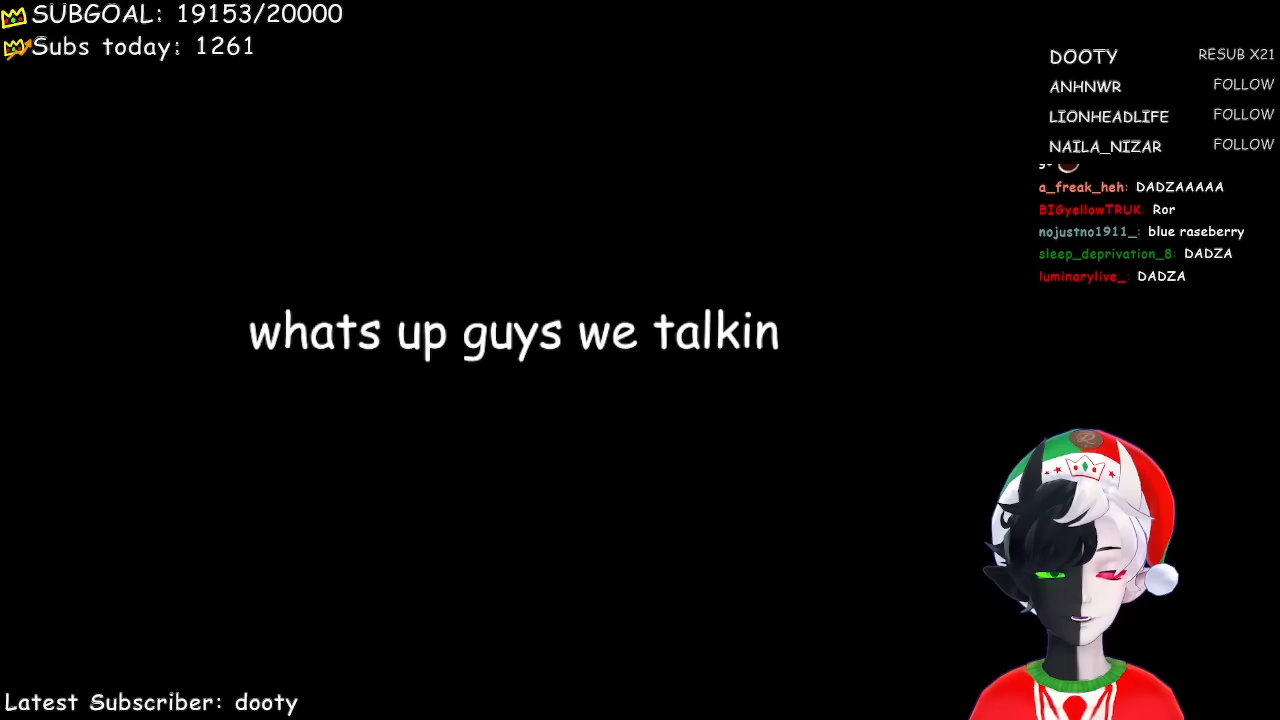 SUBGOAL: 19153/20000
Subs today: 1261
DOOTY RESUB X21
ANHNWR FOLLOW
LIONHEADLIFE FOLLOW
NAILA_NIZAR FOLLOW
a_freak_heh: DADZAAAAA
BIGyellowTRUK: Ror
nojustno1911_: blue raseberry
sleep_deprivation_8: DADZA
luminarylive_: DADZA
whats up guys we talkin
R
Latest Subscriber: dooty